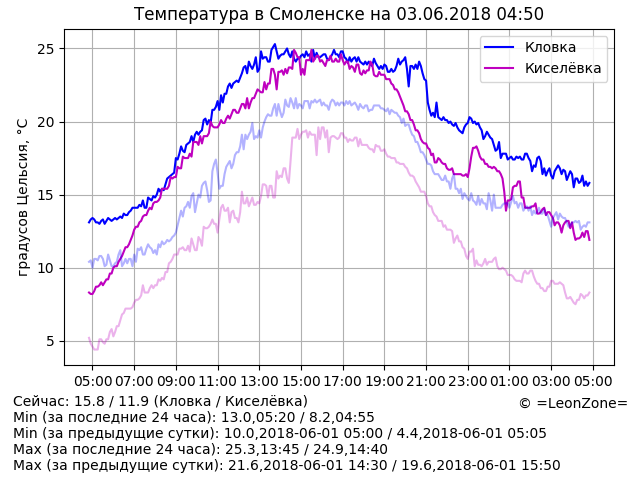 Температура в Смоленске на 03.06.2018 04:50
градусов Цельсия, °C
25
20
15
10
5
Кловка
Киселёвка
05:00 07:00 09:00 11:00 13:00 15:00 17:00 19:00 21:00 23:00 01:00 03:00 05:00
Сейчас: 15.8 / 11.9 (Кловка / Киселёвка)
© =LeonZone=
Min (за последние 24 часа): 13.0,05:20 / 8.2,04:55
Min (за предыдущие сутки): 10.0,2018-06-01 05:00 / 4.4,2018-06-01 05:05
Max (за последние 24 часа): 25.3,13:45 / 24.9,14:40
Max (за предыдущие сутки): 21.6,2018-06-01 14:30 / 19.6,2018-06-01 15:50